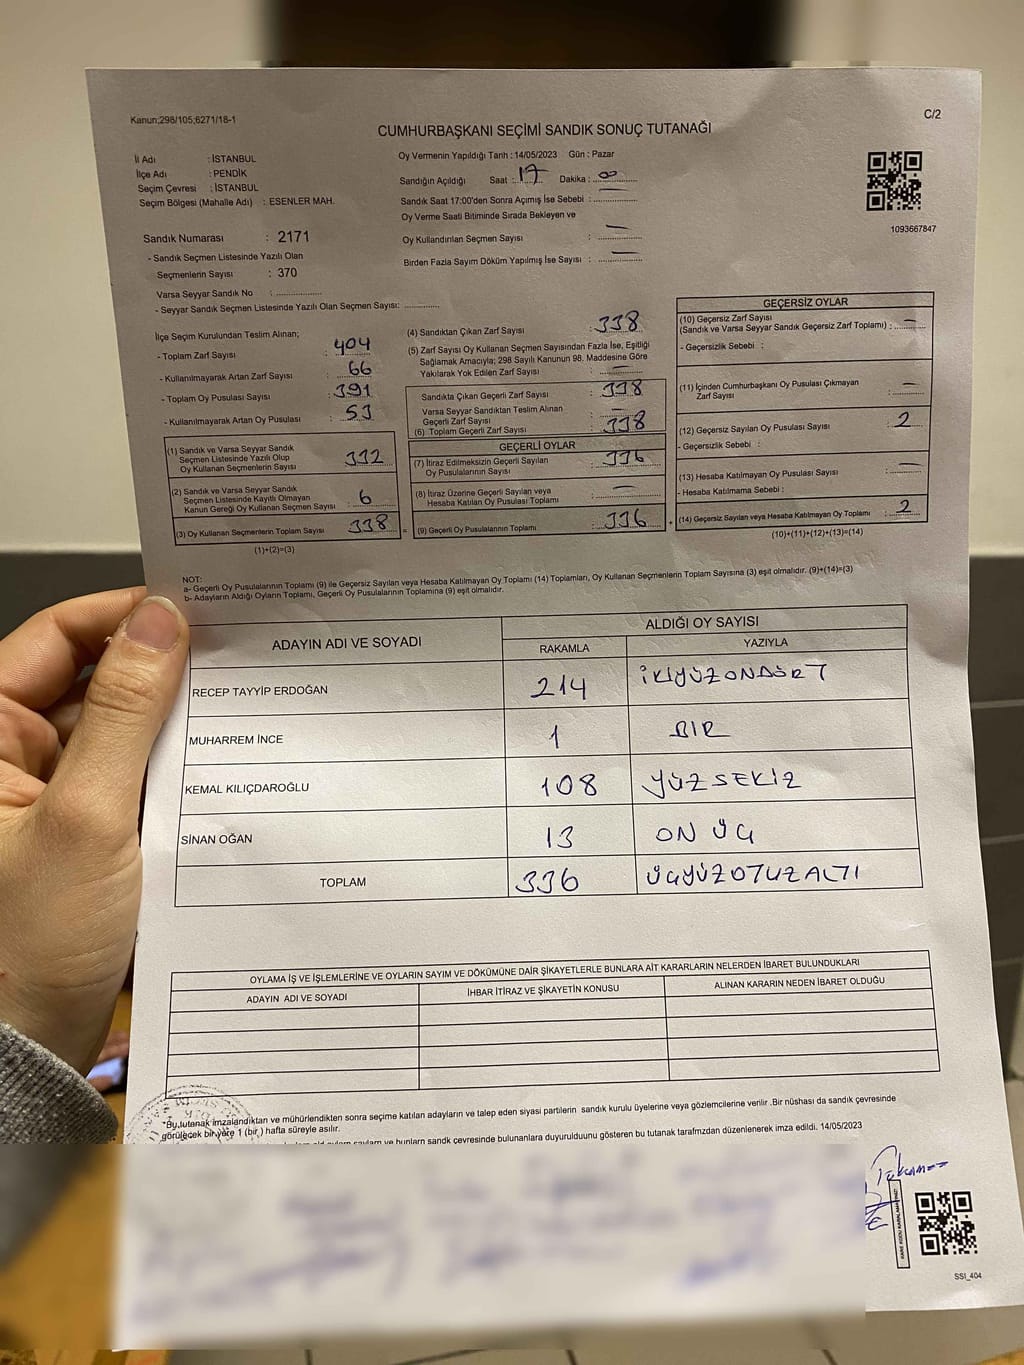 Kanun;298/105;6271/18-1
C/2
CUMHURBAŞKANI SEÇİMİ SANDIK SONUÇ TUTANAĞI
İl Adı : İSTANBUL
İlçe Adı : PENDİK
Seçim Çevresi : İSTANBUL
Seçim Bölgesi (Mahalle Adı) : ESENLER MAH.
Sandık Numarası : 2171
- Sandık Seçmen Listesinde Yazılı Olan
Seçmenlerin Sayısı : 370
Varsa Seyyar Sandık No : ..............
- Seyyar Sandık Seçmen Listesinde Yazılı Olan Seçmen Sayısı: ............
Oy Vermenin Yapıldığı Tarih : 14/05/2023 Gün : Pazar
Sandığın Açıldığı Saat : 17 Dakika : 00
Sandık Saat 17:00'den Sonra Açımış İse Sebebi : ..............
Oy Verme Saati Bitiminde Sırada Bekleyen ve
Oy Kullandırılan Seçmen Sayısı : —
Birden Fazla Sayım Döküm Yapılmış İse Sayısı : —
1093667847
İlçe Seçim Kurulundan Teslim Alınan;
- Toplam Zarf Sayısı : 404
- Kullanılmayarak Artan Zarf Sayısı : 66
- Toplam Oy Pusulası Sayısı : 391
- Kullanılmayarak Artan Oy Pusulası : 53
(1) Sandık ve Varsa Seyyar Sandık
Seçmen Listesinde Yazılı Olup
Oy Kullanan Seçmenlerin Sayısı 332
(2) Sandık ve Varsa Seyyar Sandık
Seçmen Listesinde Kayıtlı Olmayan
Kanun Gereği Oy Kullanan Seçmen Sayısı : 6
(3) Oy Kullanan Seçmenlerin Toplam Sayısı : 338
(1)+(2)=(3)
(4) Sandıktan Çıkan Zarf Sayısı : 338
(5) Zarf Sayısı Oy Kullanan Seçmen Sayısından Fazla İse, Eşitliği
Sağlamak Amacıyla; 298 Sayılı Kanunun 98. Maddesine Göre
Yakılarak Yok Edilen Zarf Sayısı : —
Sandıkta Çıkan Geçerli Zarf Sayısı : 338
Varsa Seyyar Sandıktan Teslim Alınan
Geçerli Zarf Sayısı : —
(6) Toplam Geçerli Zarf Sayısı : 338
GEÇERLİ OYLAR
(7) İtiraz Edilmeksizin Geçerli Sayılan
Oy Pusulalarının Sayısı : 336
(8) İtiraz Üzerine Geçerli Sayılan veya
Hesaba Katılan Oy Pusulası Toplamı : —
= (9) Geçerli Oy Pusulalarının Toplamı : 336 +
GEÇERSİZ OYLAR
(10) Geçersiz Zarf Sayısı
(Sandık ve Varsa Seyyar Sandık Geçersiz Zarf Toplamı) : —
- Geçersizlik Sebebi :
(11) İçinden Cumhurbaşkanı Oy Pusulası Çıkmayan
Zarf Sayısı : —
(12) Geçersiz Sayılan Oy Pusulası Sayısı : 2
- Geçersizlik Sebebi :
(13) Hesaba Katılmayan Oy Pusulası Sayısı : —
- Hesaba Katılmama Sebebi :
(14) Geçersiz Sayılan veya Hesaba Katılmayan Oy Toplamı : 2
(10)+(11)+(12)+(13)=(14)
NOT:
a- Geçerli Oy Pusulalarının Toplamı (9) ile Geçersiz Sayılan veya Hesaba Katılmayan Oy Toplamı (14) Toplamları, Oy Kullanan Seçmenlerin Toplam Sayısına (3) eşit olmalıdır. (9)+(14)=(3)
b- Adayların Aldığı Oyların Toplamı, Geçerli Oy Pusulalarının Toplamına (9) eşit olmalıdır.
ADAYIN ADI VE SOYADI ALDIĞI OY SAYISI
RAKAMLA YAZIYLA
RECEP TAYYİP ERDOĞAN 214 İKİYÜZONDÖRT
MUHARREM İNCE 1 BİR
KEMAL KILIÇDAROĞLU 108 YÜZSEKİZ
SİNAN OĞAN 13 ON ÜÇ
TOPLAM 336 ÜÇYÜZOTUZALTI
OYLAMA İŞ VE İŞLEMLERİNE VE OYLARIN SAYIM VE DÖKÜMÜNE DAİR ŞİKAYETLERLE BUNLARA AİT KARARLARIN NELERDEN İBARET BULUNDUKLARI
ADAYIN ADI VE SOYADI İHBAR İTİRAZ VE ŞİKAYETİN KONUSU ALINAN KARARIN NEDEN İBARET OLDUĞU
*Bu tutanak imzalandıktan ve mühürlendikten sonra seçime katılan adayların ve talep eden siyasi partilerin sandık kurulu üyelerine veya gözlemcilerine verilir .Bir nüshası da sandık çevresinde
görülecek bir yere 1 (bir ) hafta süreyle asılır.
ve bunların sandık çevresinde bulunanlara duyurulduunu gösteren bu tutanak tarafmzdan düzenlenerek imza edildi. 14/05/2023
SSI_404